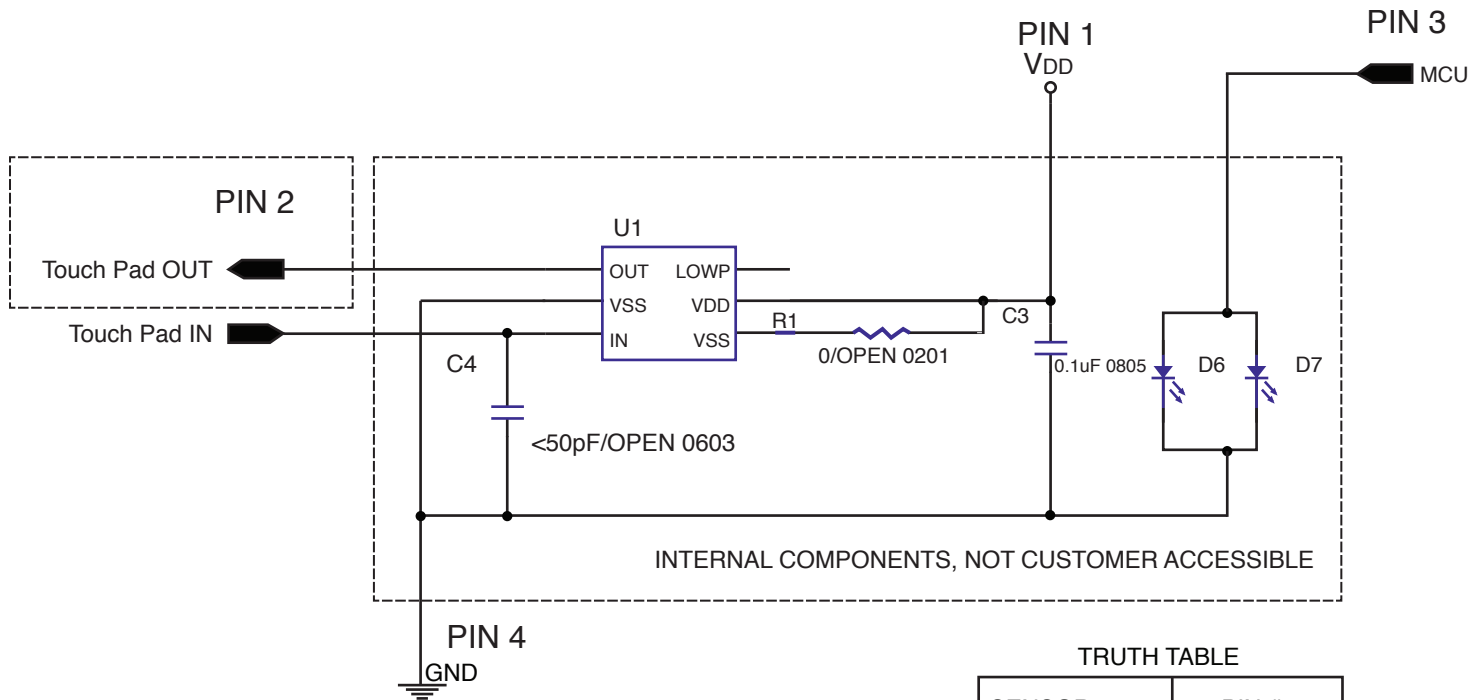 PIN 1
VDD
PIN 3
MCU
PIN 2
Touch Pad OUT
Touch Pad IN
U1
OUT
LOWP
VSS
VDD
IN
VSS
R1
0/OPEN 0201
C3
0.1uF 0805
D6
D7
C4
<50pF/OPEN 0603
INTERNAL COMPONENTS, NOT CUSTOMER ACCESSIBLE
PIN 4
GND
TRUTH TABLE